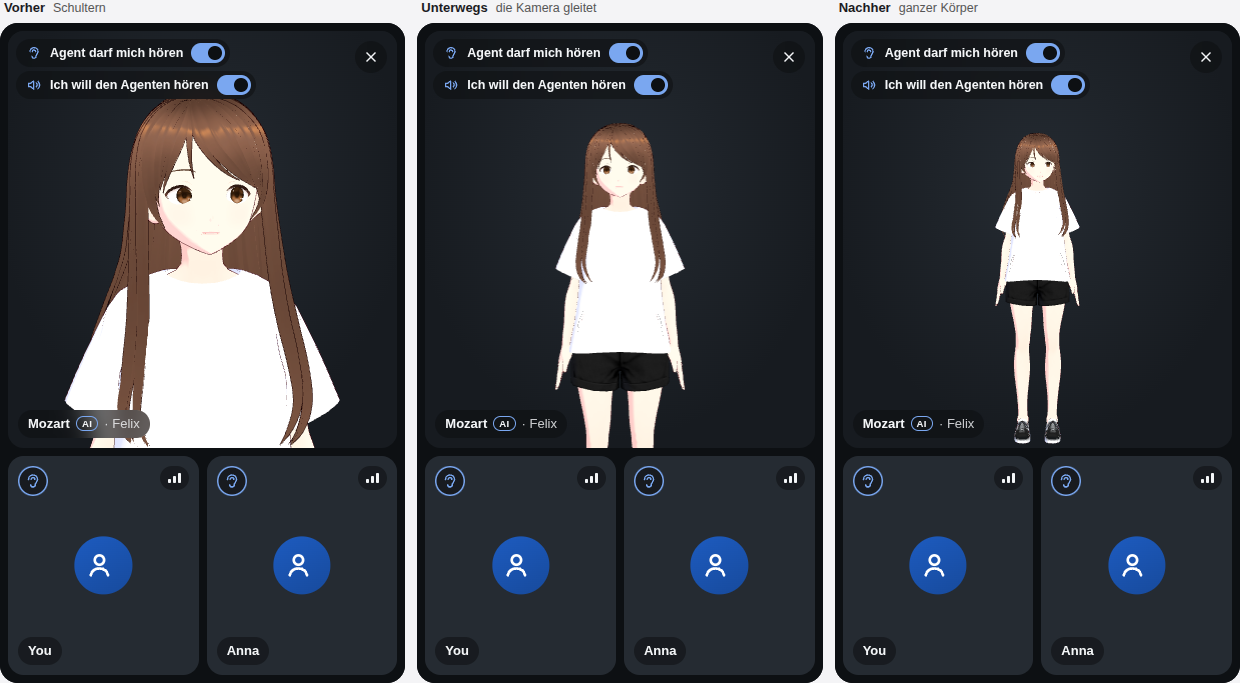 Vorher Schultern
Agent darf mich hören
Ich will den Agenten hören
Mozart AI · Felix
You
Anna
Unterwegs die Kamera gleitet
Agent darf mich hören
Ich will den Agenten hören
Mozart AI · Felix
You
Anna
Nachher ganzer Körper
Agent darf mich hören
Ich will den Agenten hören
Mozart AI · Felix
You
Anna